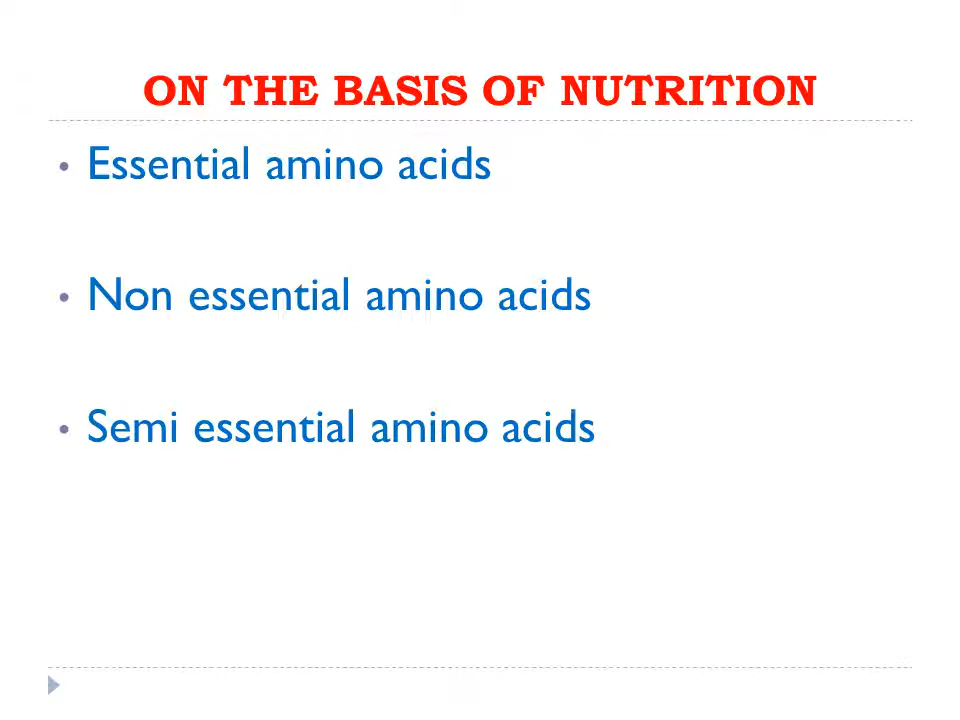 ON THE BASIS OF NUTRITION
• Essential amino acids
• Non essential amino acids
• Semi essential amino acids